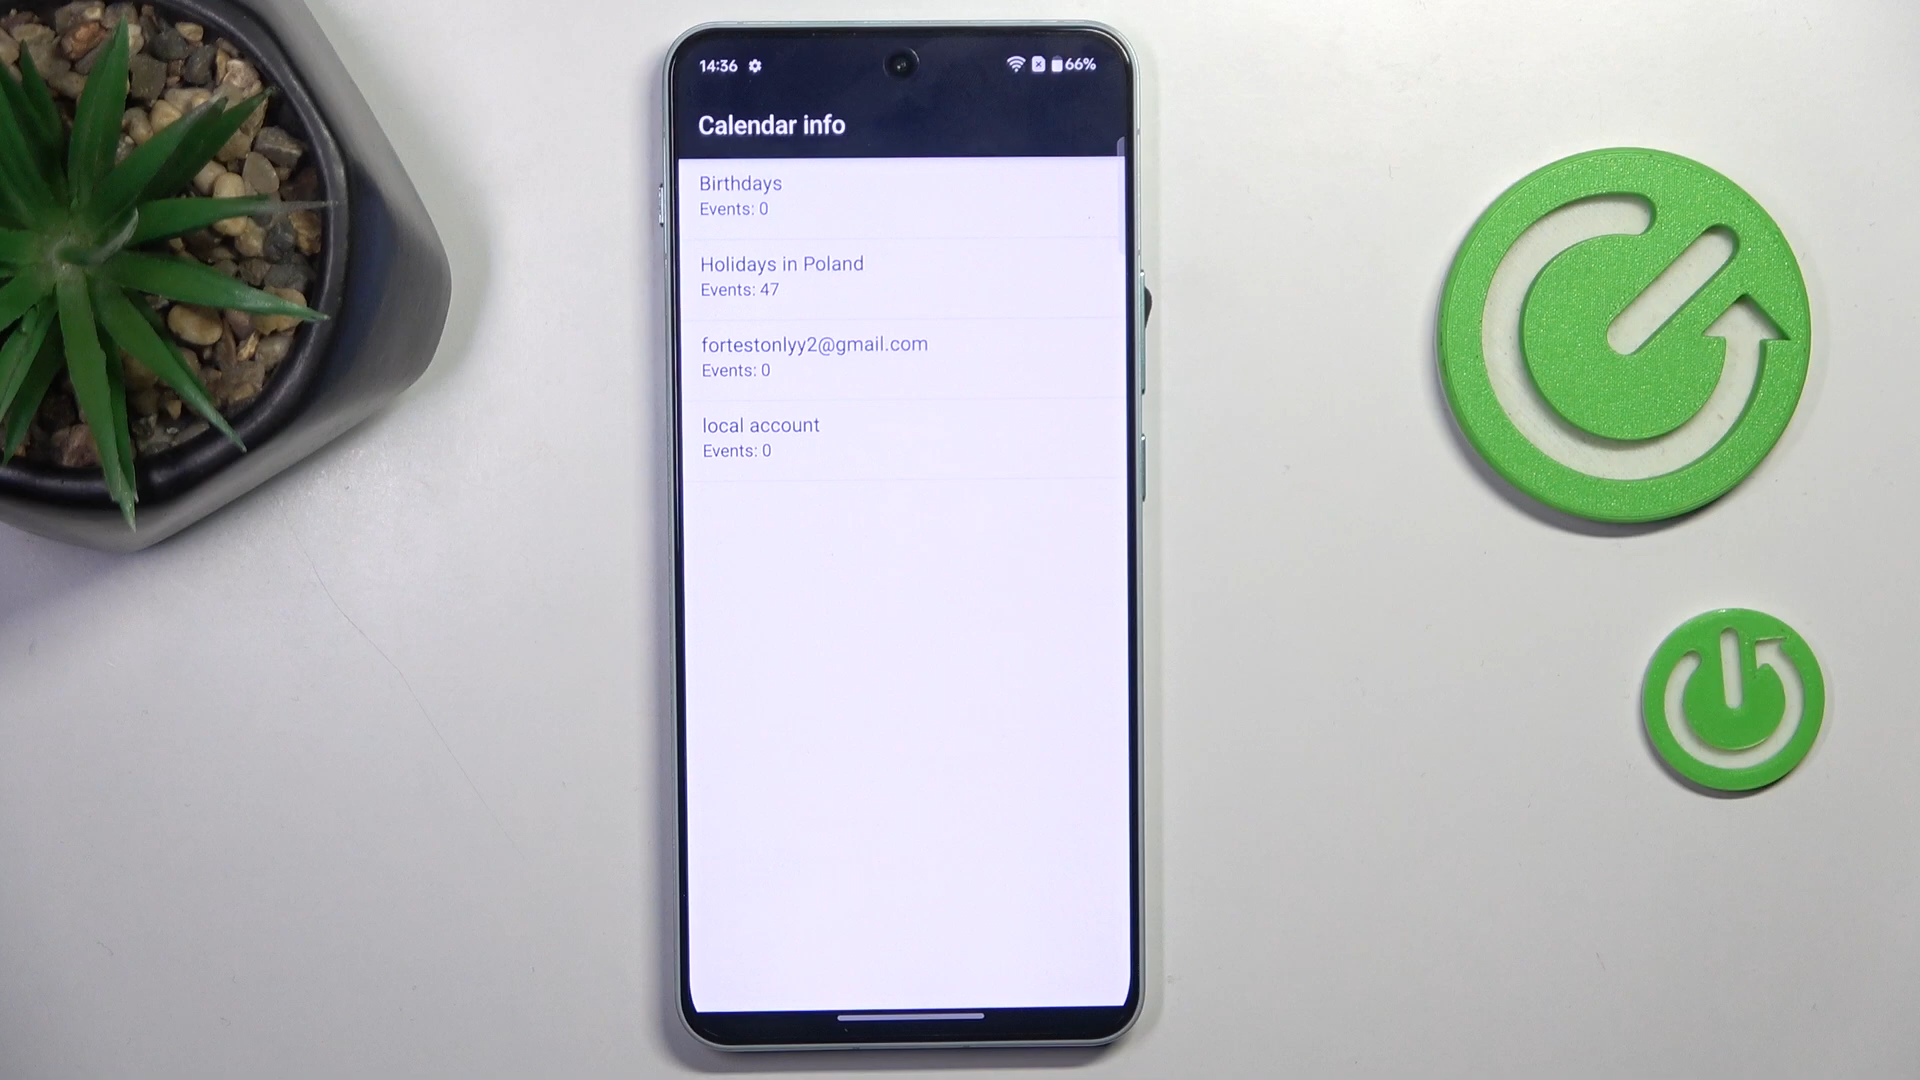 14:36 66%
Calendar info
Birthdays
Events: 0
Holidays in Poland
Events: 47
fortestonlyy2@gmail.com
Events: 0
local account
Events: 0